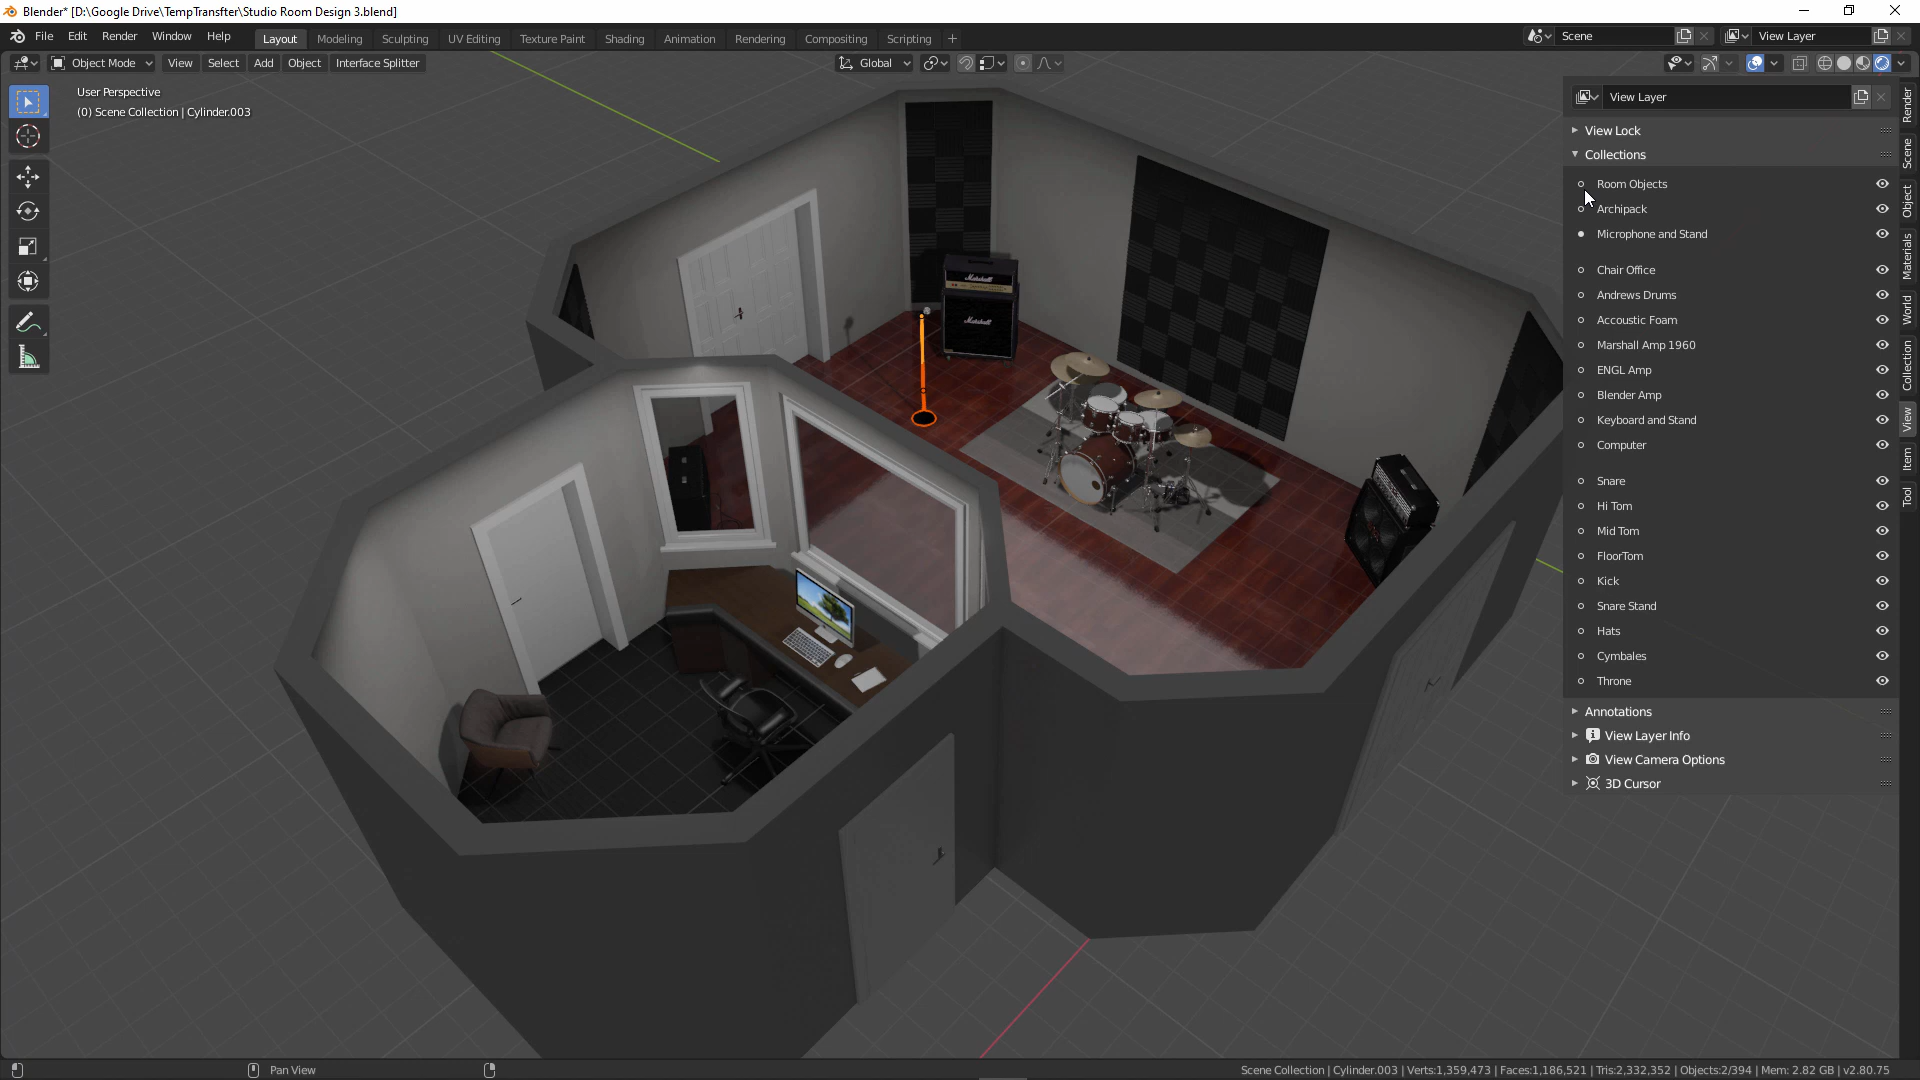 Blender* [D:\Google Drive\TempTransfter\Studio Room Design 3.blend]
File Edit Render Window Help Layout Modeling Sculpting UV Editing Texture Paint Shading Animation Rendering Compositing Scripting + Scene View Layer
Object Mode View Select Add Object Interface Splitter Global
User Perspective
(0) Scene Collection | Cylinder.003
View Layer
View Lock
Collections
Room Objects
Archipack
Microphone and Stand
Chair Office
Andrews Drums
Accoustic Foam
Marshall Amp 1960
ENGL Amp
Blender Amp
Keyboard and Stand
Computer
Snare
Hi Tom
Mid Tom
FloorTom
Kick
Snare Stand
Hats
Cymbales
Throne
Annotations
View Layer Info
View Camera Options
3D Cursor
Render
Scene
Object
Materials
World
Collection
View
Item
Tool
Marshall
Marshall
Pan View
Scene Collection | Cylinder.003 | Verts:1,359,473 | Faces:1,186,521 | Tris:2,332,352 | Objects:2/394 | Mem: 2.82 GB | v2.80.75